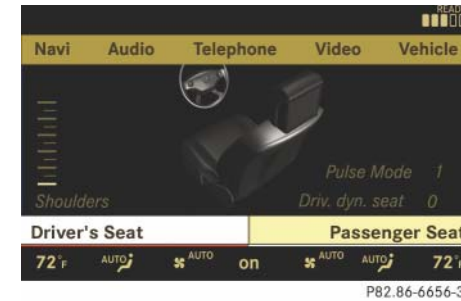 READY
Navi Audio Telephone Video Vehicle
Pulse Mode 1
Shoulders Driv. dyn. seat 0
Driver's Seat Passenger Seat
72°F AUTO AUTO on AUTO AUTO 72°F
P82.86-6656-3